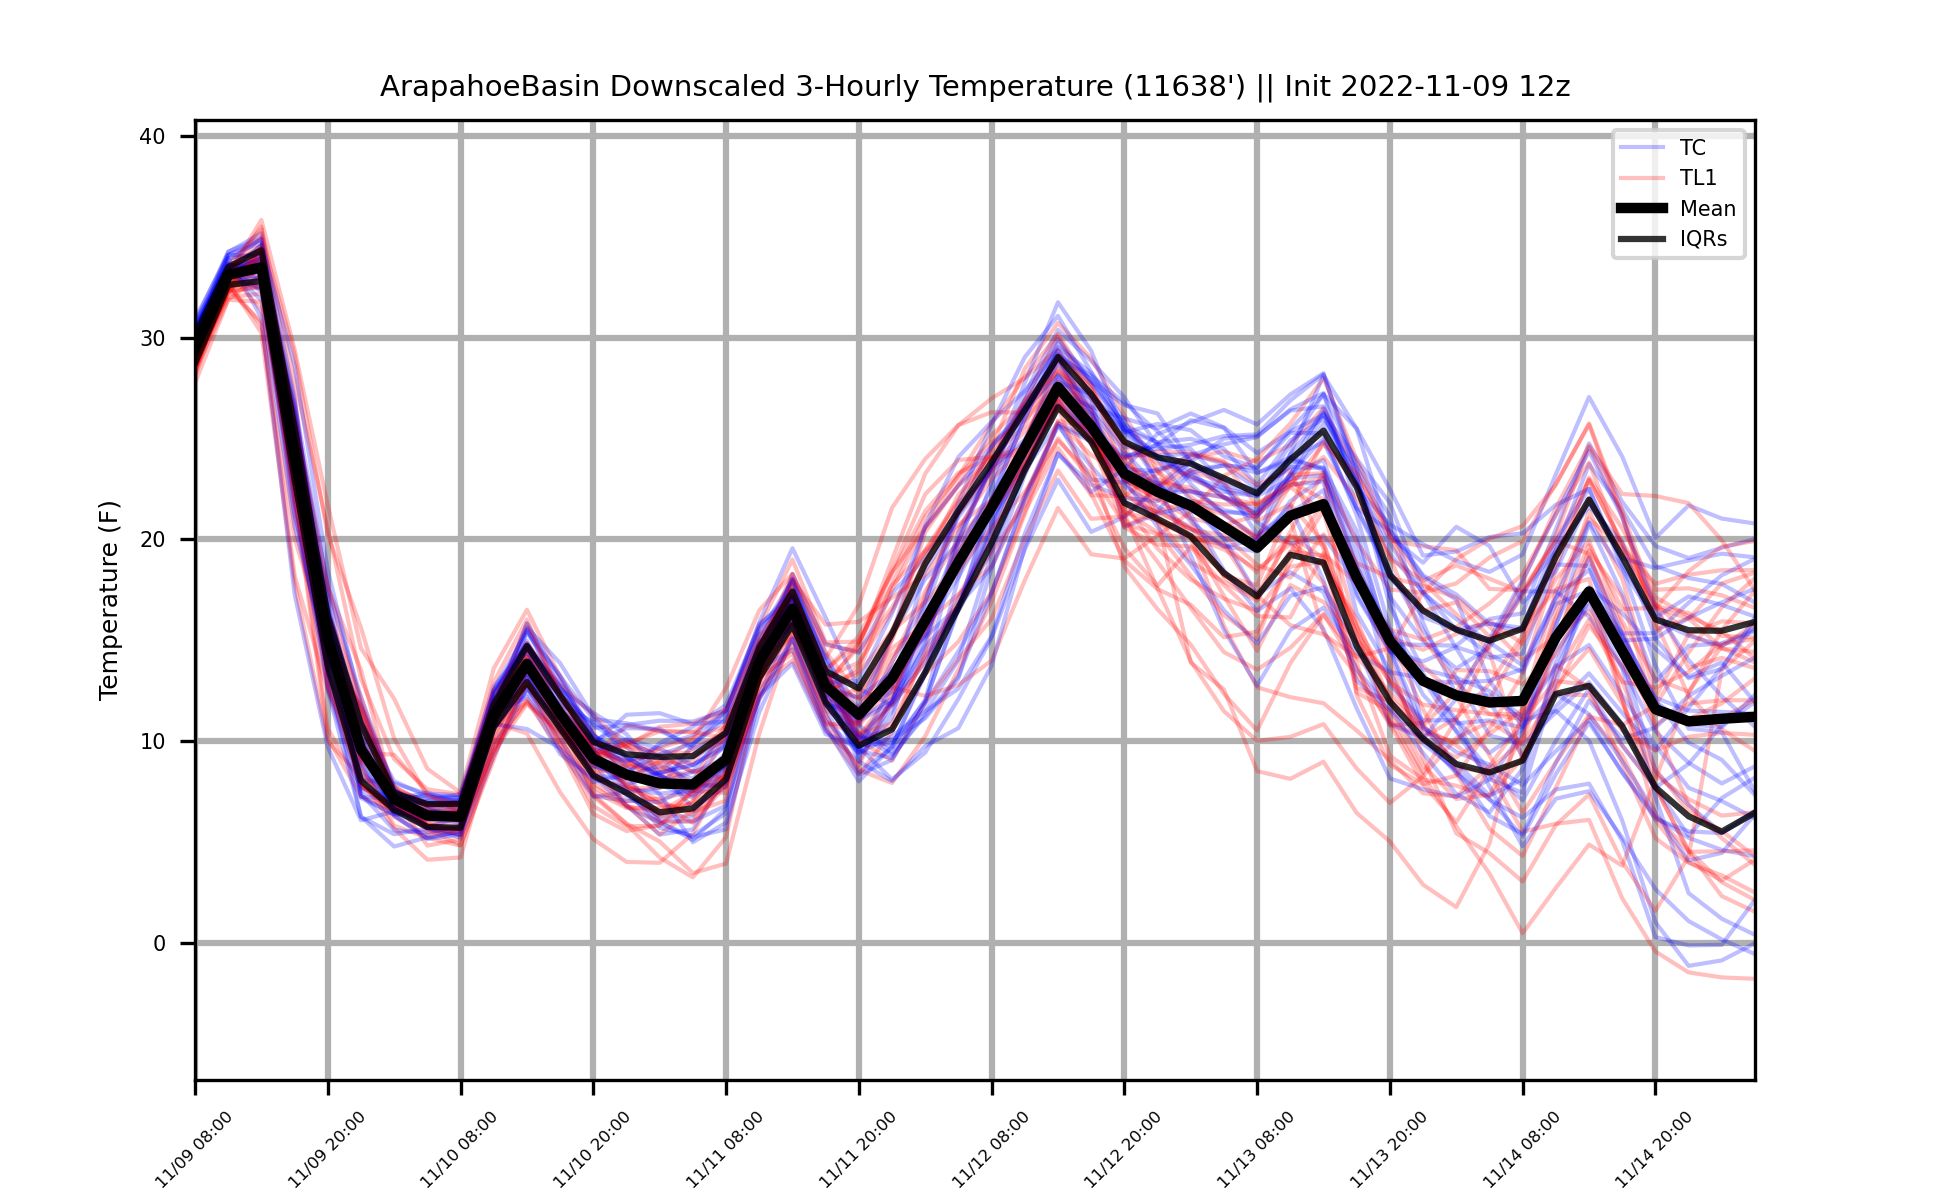 ArapahoeBasin Downscaled 3-Hourly Temperature (11638') || Init 2022-11-09 12z
TC
TL1
Mean
IQRs
Temperature (F)
40
30
20
10
0
11/09 08:00
11/09 20:00
11/10 08:00
11/10 20:00
11/11 08:00
11/11 20:00
11/12 08:00
11/12 20:00
11/13 08:00
11/13 20:00
11/14 08:00
11/14 20:00